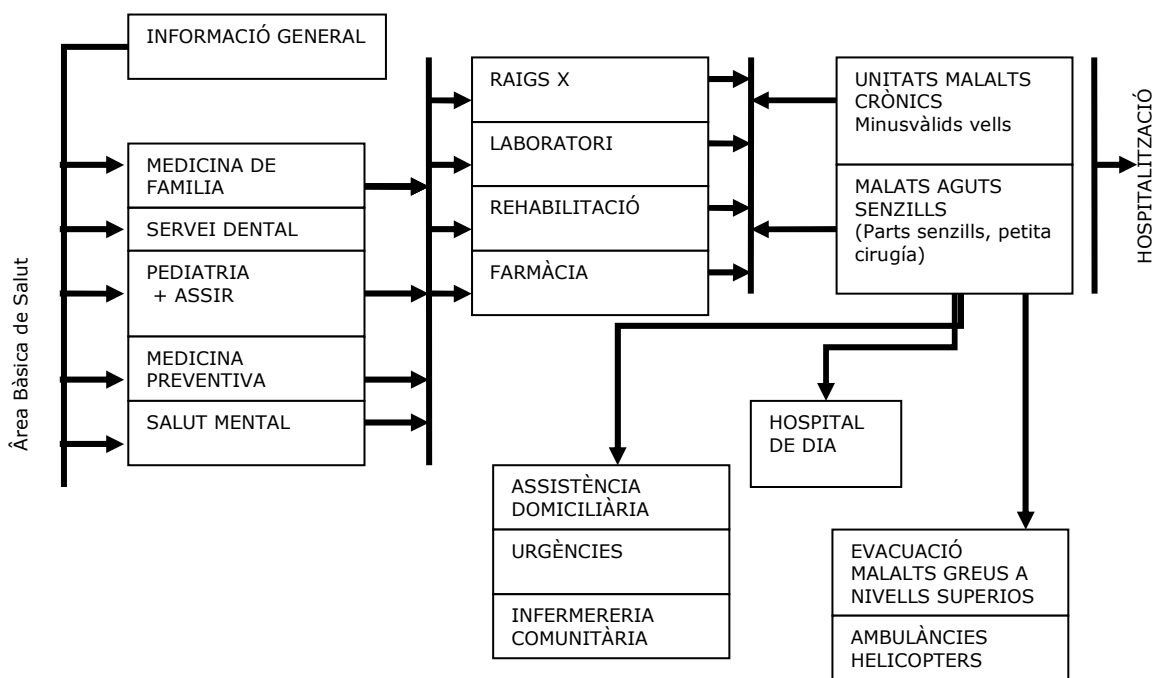 INFORMACIÓ GENERAL
Ârea Bàsica de Salut
MEDICINA DE
FAMILIA
SERVEI DENTAL
PEDIATRIA
+ ASSIR
MEDICINA
PREVENTIVA
SALUT MENTAL
RAIGS X
LABORATORI
REHABILITACIÓ
FARMÀCIA
UNITATS MALALTS
CRÒNICS
Minusvàlids vells
MALATS AGUTS
SENZILLS
(Parts senzills, petita
cirugía)
HOSPITALITZACIÓ
HOSPITAL
DE DIA
ASSISTÈNCIA
DOMICILIÀRIA
URGÈNCIES
INFERMERERIA
COMUNITÀRIA
EVACUACIÓ
MALALTS GREUS A
NIVELLS SUPERIOS
AMBULÀNCIES
HELICOPTERS